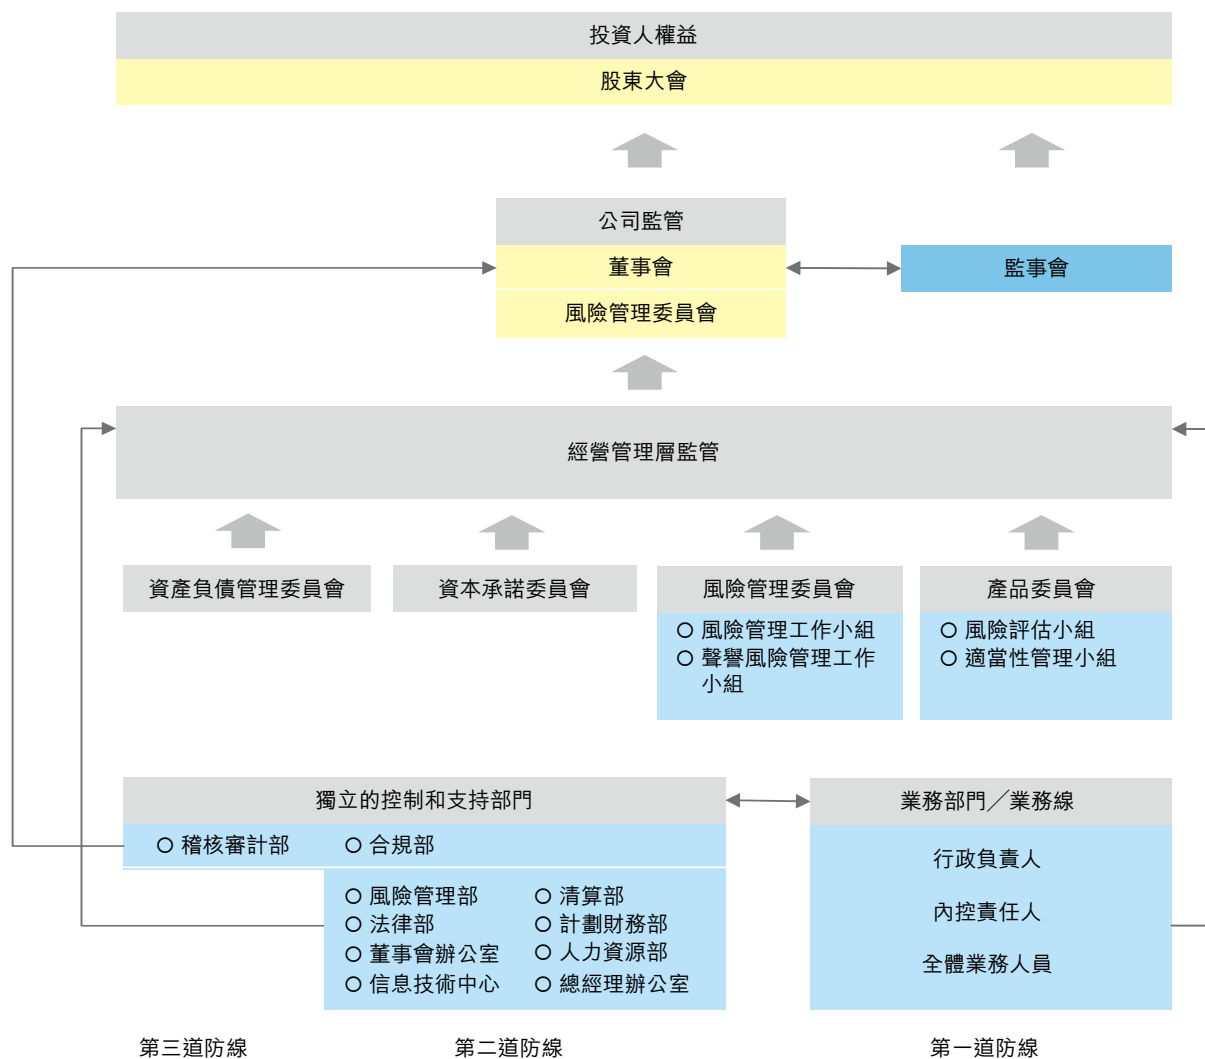 投資人權益
股東大會
公司監管
董事會
監事會
風險管理委員會
經營管理層監管
資產負債管理委員會
資本承諾委員會
風險管理委員會
風險管理工作小組
聲譽風險管理工作
小組
產品委員會
風險評估小組
適當性管理小組
獨立的控制和支持部門
稽核審計部
合規部
風險管理部
清算部
法律部
計劃財務部
董事會辦公室
人力資源部
信息技術中心
總經理辦公室
業務部門╱業務線
行政負責人
內控責任人
全體業務人員
第三道防線
第二道防線
第一道防線